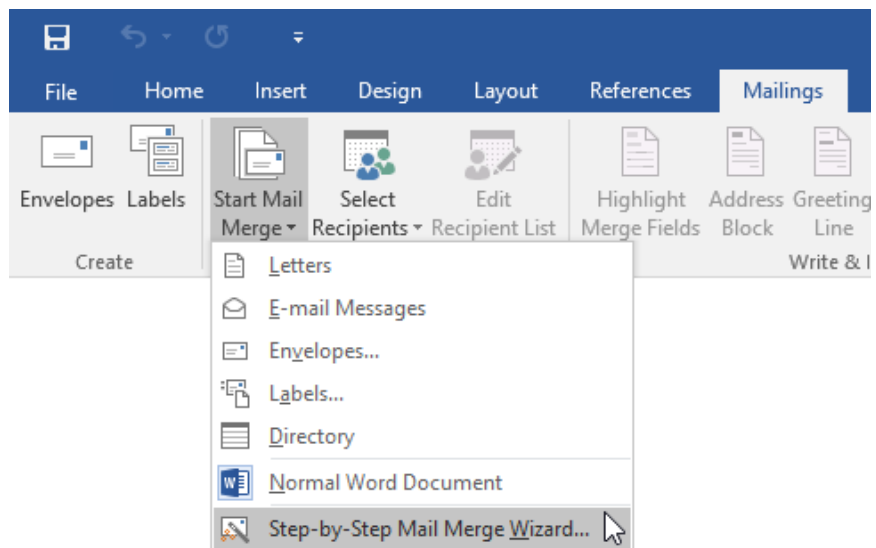 File Home Insert Design Layout References Mailings
Envelopes Labels Start Mail Select Edit Highlight Address Greeting
Merge Recipients Recipient List Merge Fields Block Line
Create Write & I
Letters
E-mail Messages
Envelopes...
Labels...
Directory
Normal Word Document
Step-by-Step Mail Merge Wizard...